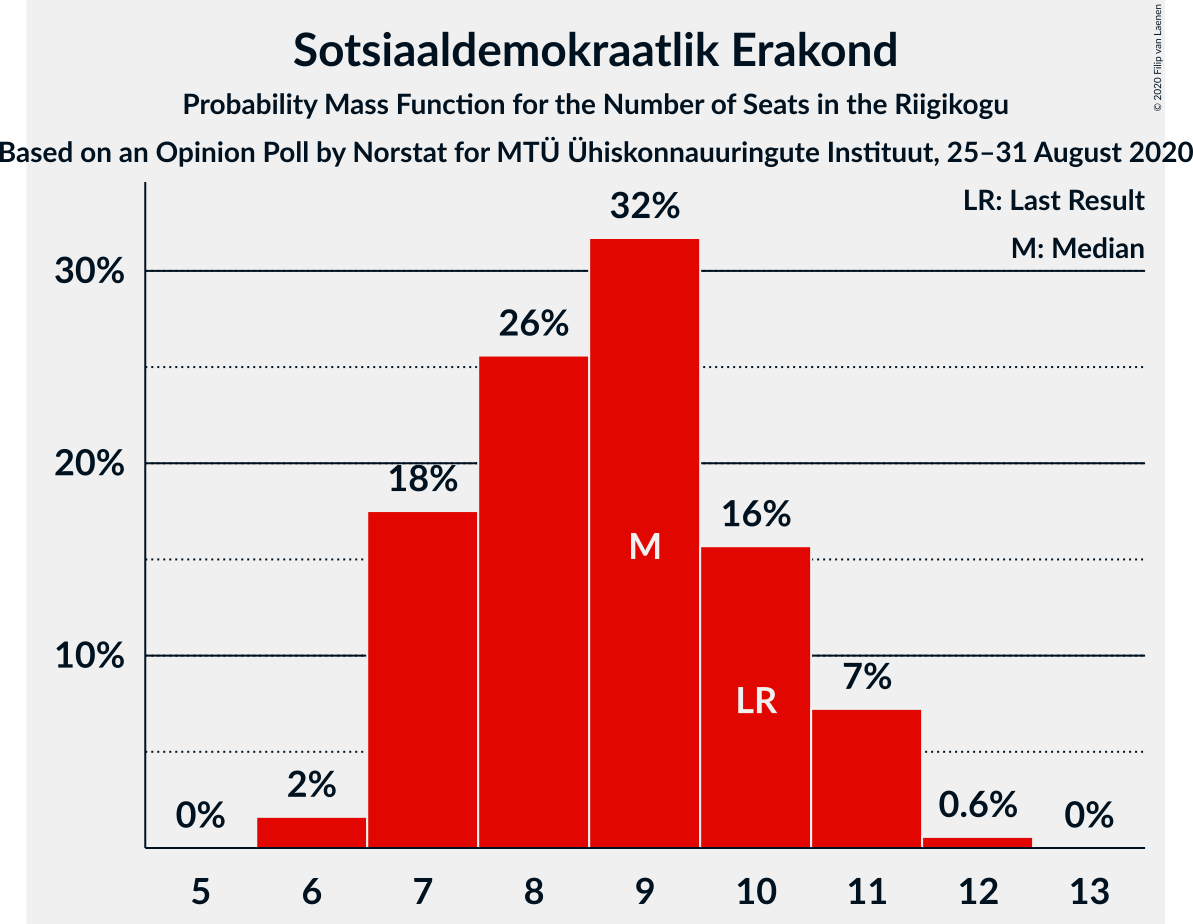 Sotsiaaldemokraatlik Erakond
Probability Mass Function for the Number of Seats in the Riigikogu
Based on an Opinion Poll by Norstat for MTÜ Ühiskonnauuringute Instituut, 25–31 August 2020
© 2020 Filip van Laenen
LR: Last Result
M: Median
32%
30%
26%
20%
18%
16%
M
10%
7%
LR
2%
0%
0.6%
0%
5 6 7 8 9 10 11 12 13